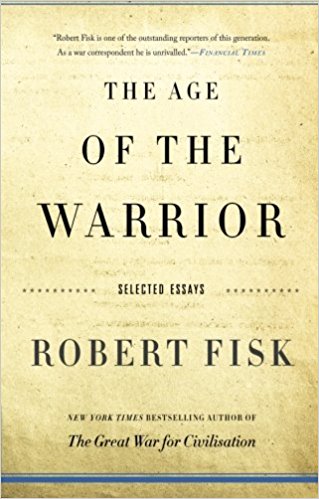 "Robert Fisk is one of the outstanding reporters of this generation.
As a war correspondent he is unrivalled."—FINANCIAL TIMES
THE AGE
OF THE
WARRIOR
SELECTED ESSAYS
ROBERT FISK
NEW YORK TIMES BESTSELLING AUTHOR OF
The Great War for Civilisation